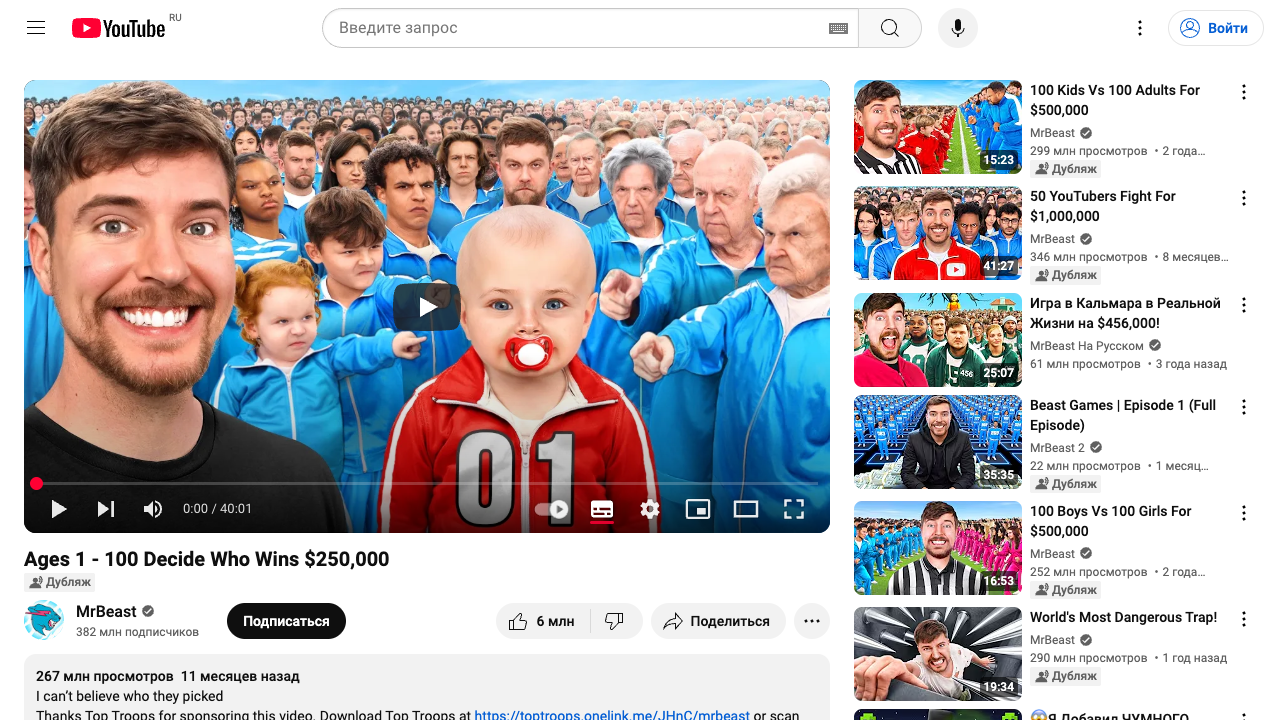 YouTube RU
Введите запрос
Войти
01
0:00 / 40:01
Ages 1 - 100 Decide Who Wins $250,000
Дубляж
MrBeast
382 млн подписчиков
Подписаться
6 млн
Поделиться
267 млн просмотров 11 месяцев назад
I can’t believe who they picked
Thanks Top Troops for sponsoring this video. Download Top Troops at https://toptroops.onelink.me/JHnC/mrbeast or scan
15:23
100 Kids Vs 100 Adults For
$500,000
MrBeast
299 млн просмотров • 2 года…
Дубляж
41:27
50 YouTubers Fight For
$1,000,000
MrBeast
346 млн просмотров • 8 месяцев…
Дубляж
456
25:07
Игра в Кальмара в Реальной
Жизни на $456,000!
MrBeast На Русском
61 млн просмотров • 3 года назад
35:35
Beast Games | Episode 1 (Full
Episode)
MrBeast 2
22 млн просмотров • 1 месяц…
Дубляж
16:53
100 Boys Vs 100 Girls For
$500,000
MrBeast
252 млн просмотров • 2 года…
Дубляж
19:34
World's Most Dangerous Trap!
MrBeast
290 млн просмотров • 1 год назад
Дубляж
😱Я Добавил ЧУМНОГО